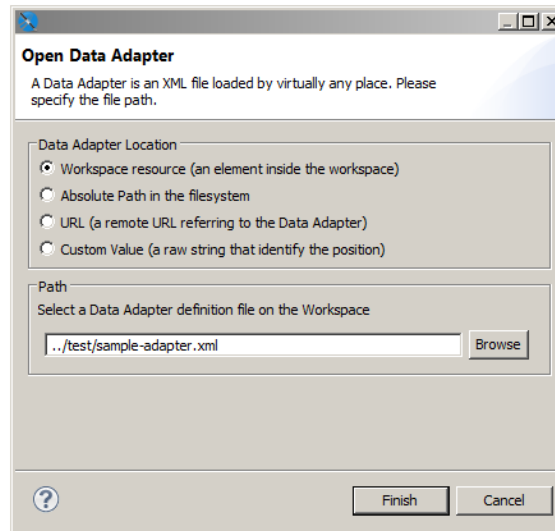 Open Data Adapter
A Data Adapter is an XML file loaded by virtually any place. Please
specify the file path.
Data Adapter Location
Workspace resource (an element inside the workspace)
Absolute Path in the filesystem
URL (a remote URL referring to the Data Adapter)
Custom Value (a raw string that identify the position)
Path
Select a Data Adapter definition file on the Workspace
../test/sample-adapter.xml Browse
? Finish Cancel